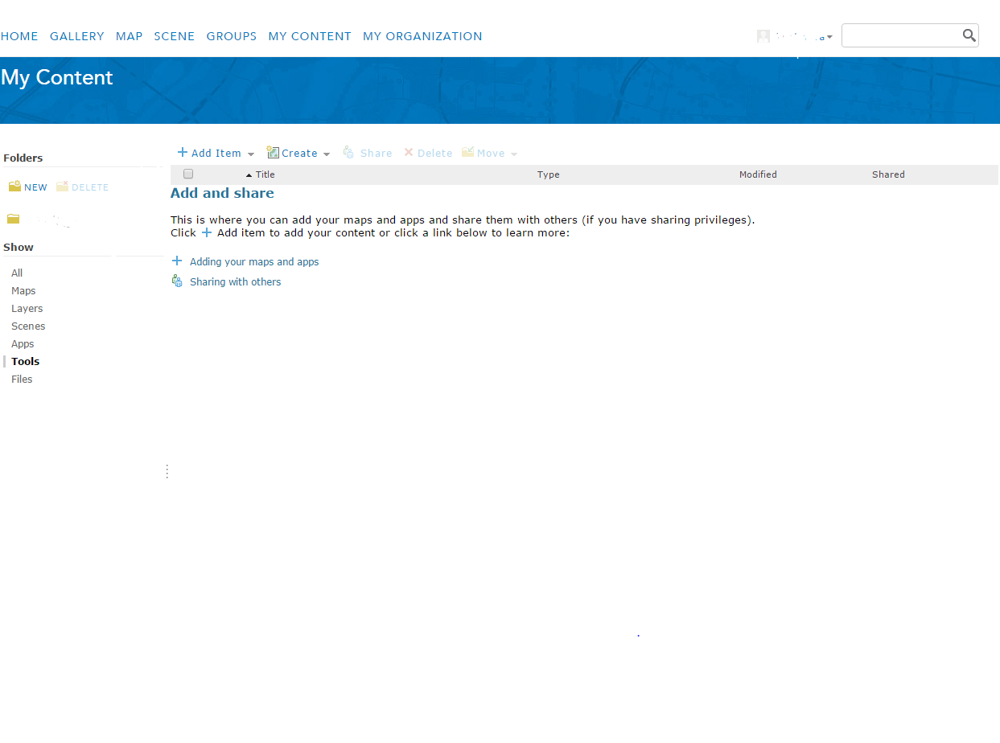 HOME GALLERY MAP SCENE GROUPS MY CONTENT MY ORGANIZATION
My Content
Folders
NEW DELETE
Show
All
Maps
Layers
Scenes
Apps
Tools
Files
Add Item Create Share Delete Move
Title Type Modified Shared
Add and share
This is where you can add your maps and apps and share them with others (if you have sharing privileges).
Click + Add item to add your content or click a link below to learn more:
Adding your maps and apps
Sharing with others